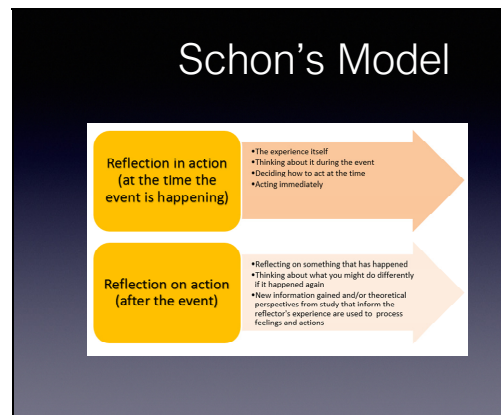 Schon's Model
Reflection in action
(at the time the
event is happening)
•The experience itself
•Thinking about it during the event
•Deciding how to act at the time
•Acting immediately
Reflection on action
(after the event)
•Reflecting on something that has happened
•Thinking about what you might do differently
if it happened again
•New information gained and/or theoretical
perspectives from study that inform the
reflector's experience are used to process
feelings and actions